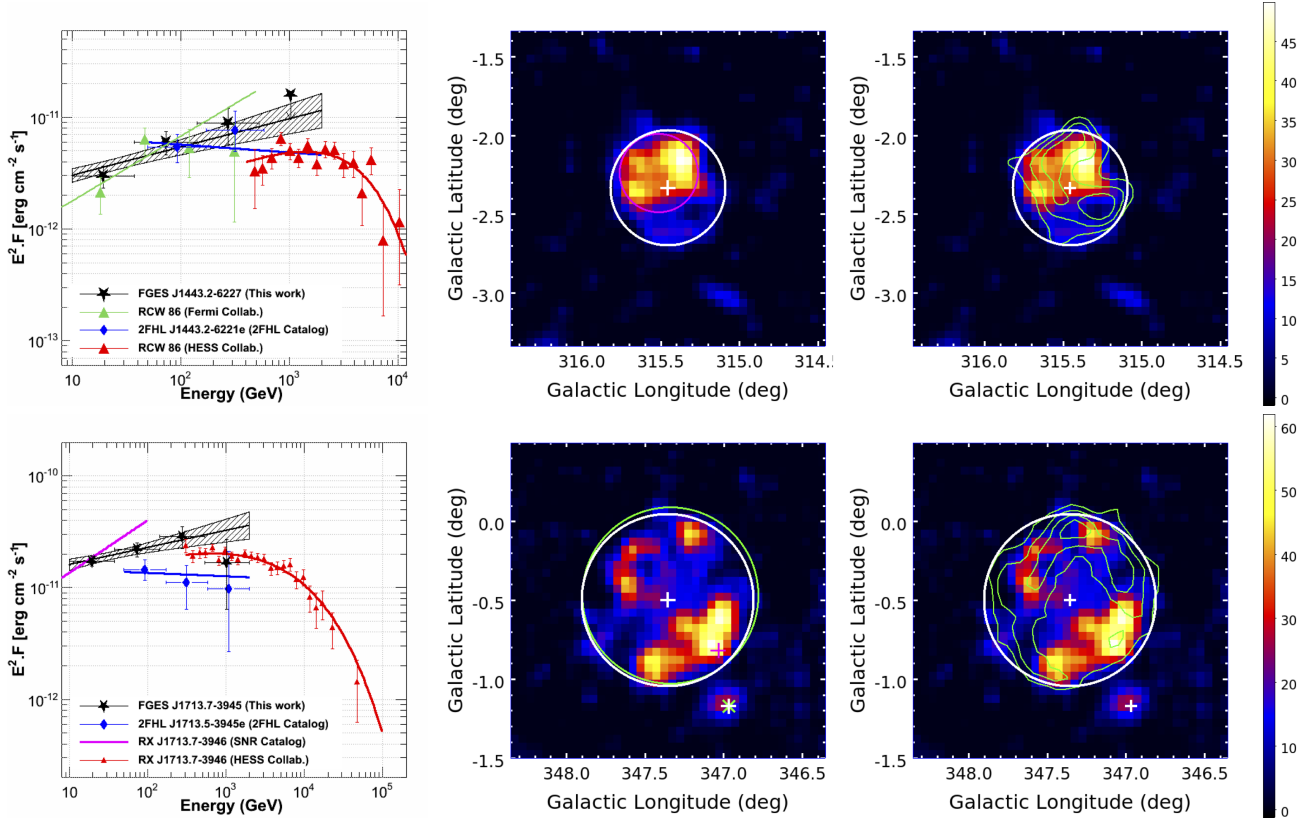 E².F [erg cm⁻² s⁻¹]
10⁻¹¹
10⁻¹²
10⁻¹³
FGES J1443.2-6227 (This work)
RCW 86 (Fermi Collab.)
2FHL J1443.2-6221e (2FHL Catalog)
RCW 86 (HESS Collab.)
10 10² 10³ 10⁴
Energy (GeV)
Galactic Latitude (deg)
-1.5
-2.0
-2.5
-3.0
316.0 315.5 315.0 314.5
Galactic Longitude (deg)
Galactic Latitude (deg)
-1.5
-2.0
-2.5
-3.0
316.0 315.5 315.0 314.5
Galactic Longitude (deg)
45
40
35
30
25
20
15
10
5
0
E².F [erg cm⁻² s⁻¹]
10⁻¹⁰
10⁻¹¹
10⁻¹²
FGES J1713.7-3945 (This work)
2FHL J1713.5-3945e (2FHL Catalog)
RX J1713.7-3946 (SNR Catalog)
RX J1713.7-3946 (HESS Collab.)
10 10² 10³ 10⁴ 10⁵
Energy (GeV)
Galactic Latitude (deg)
0.0
-0.5
-1.0
-1.5
348.0 347.5 347.0 346.5
Galactic Longitude (deg)
Galactic Latitude (deg)
0.0
-0.5
-1.0
-1.5
348.0 347.5 347.0 346.5
Galactic Longitude (deg)
60
50
40
30
20
10
0